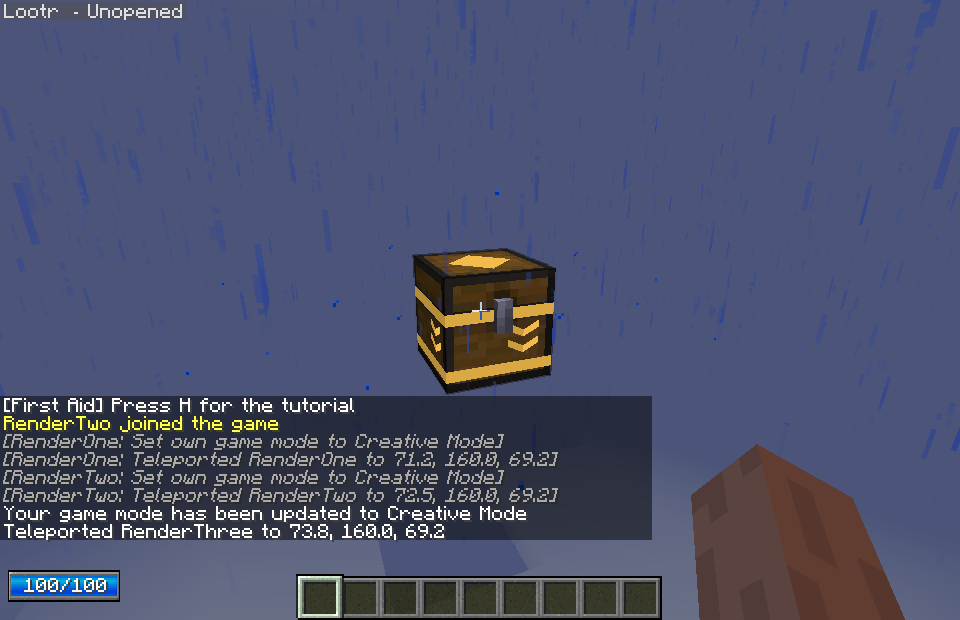 Lootr - Unopened
[First Aid] Press H for the tutorial
RenderTwo joined the game
[RenderOne: Set own game mode to Creative Mode]
[RenderOne: Teleported RenderOne to 71.2, 160.0, 69.2]
[RenderTwo: Set own game mode to Creative Mode]
[RenderTwo: Teleported RenderTwo to 72.5, 160.0, 69.2]
Your game mode has been updated to Creative Mode
Teleported RenderThree to 73.8, 160.0, 69.2
100/100